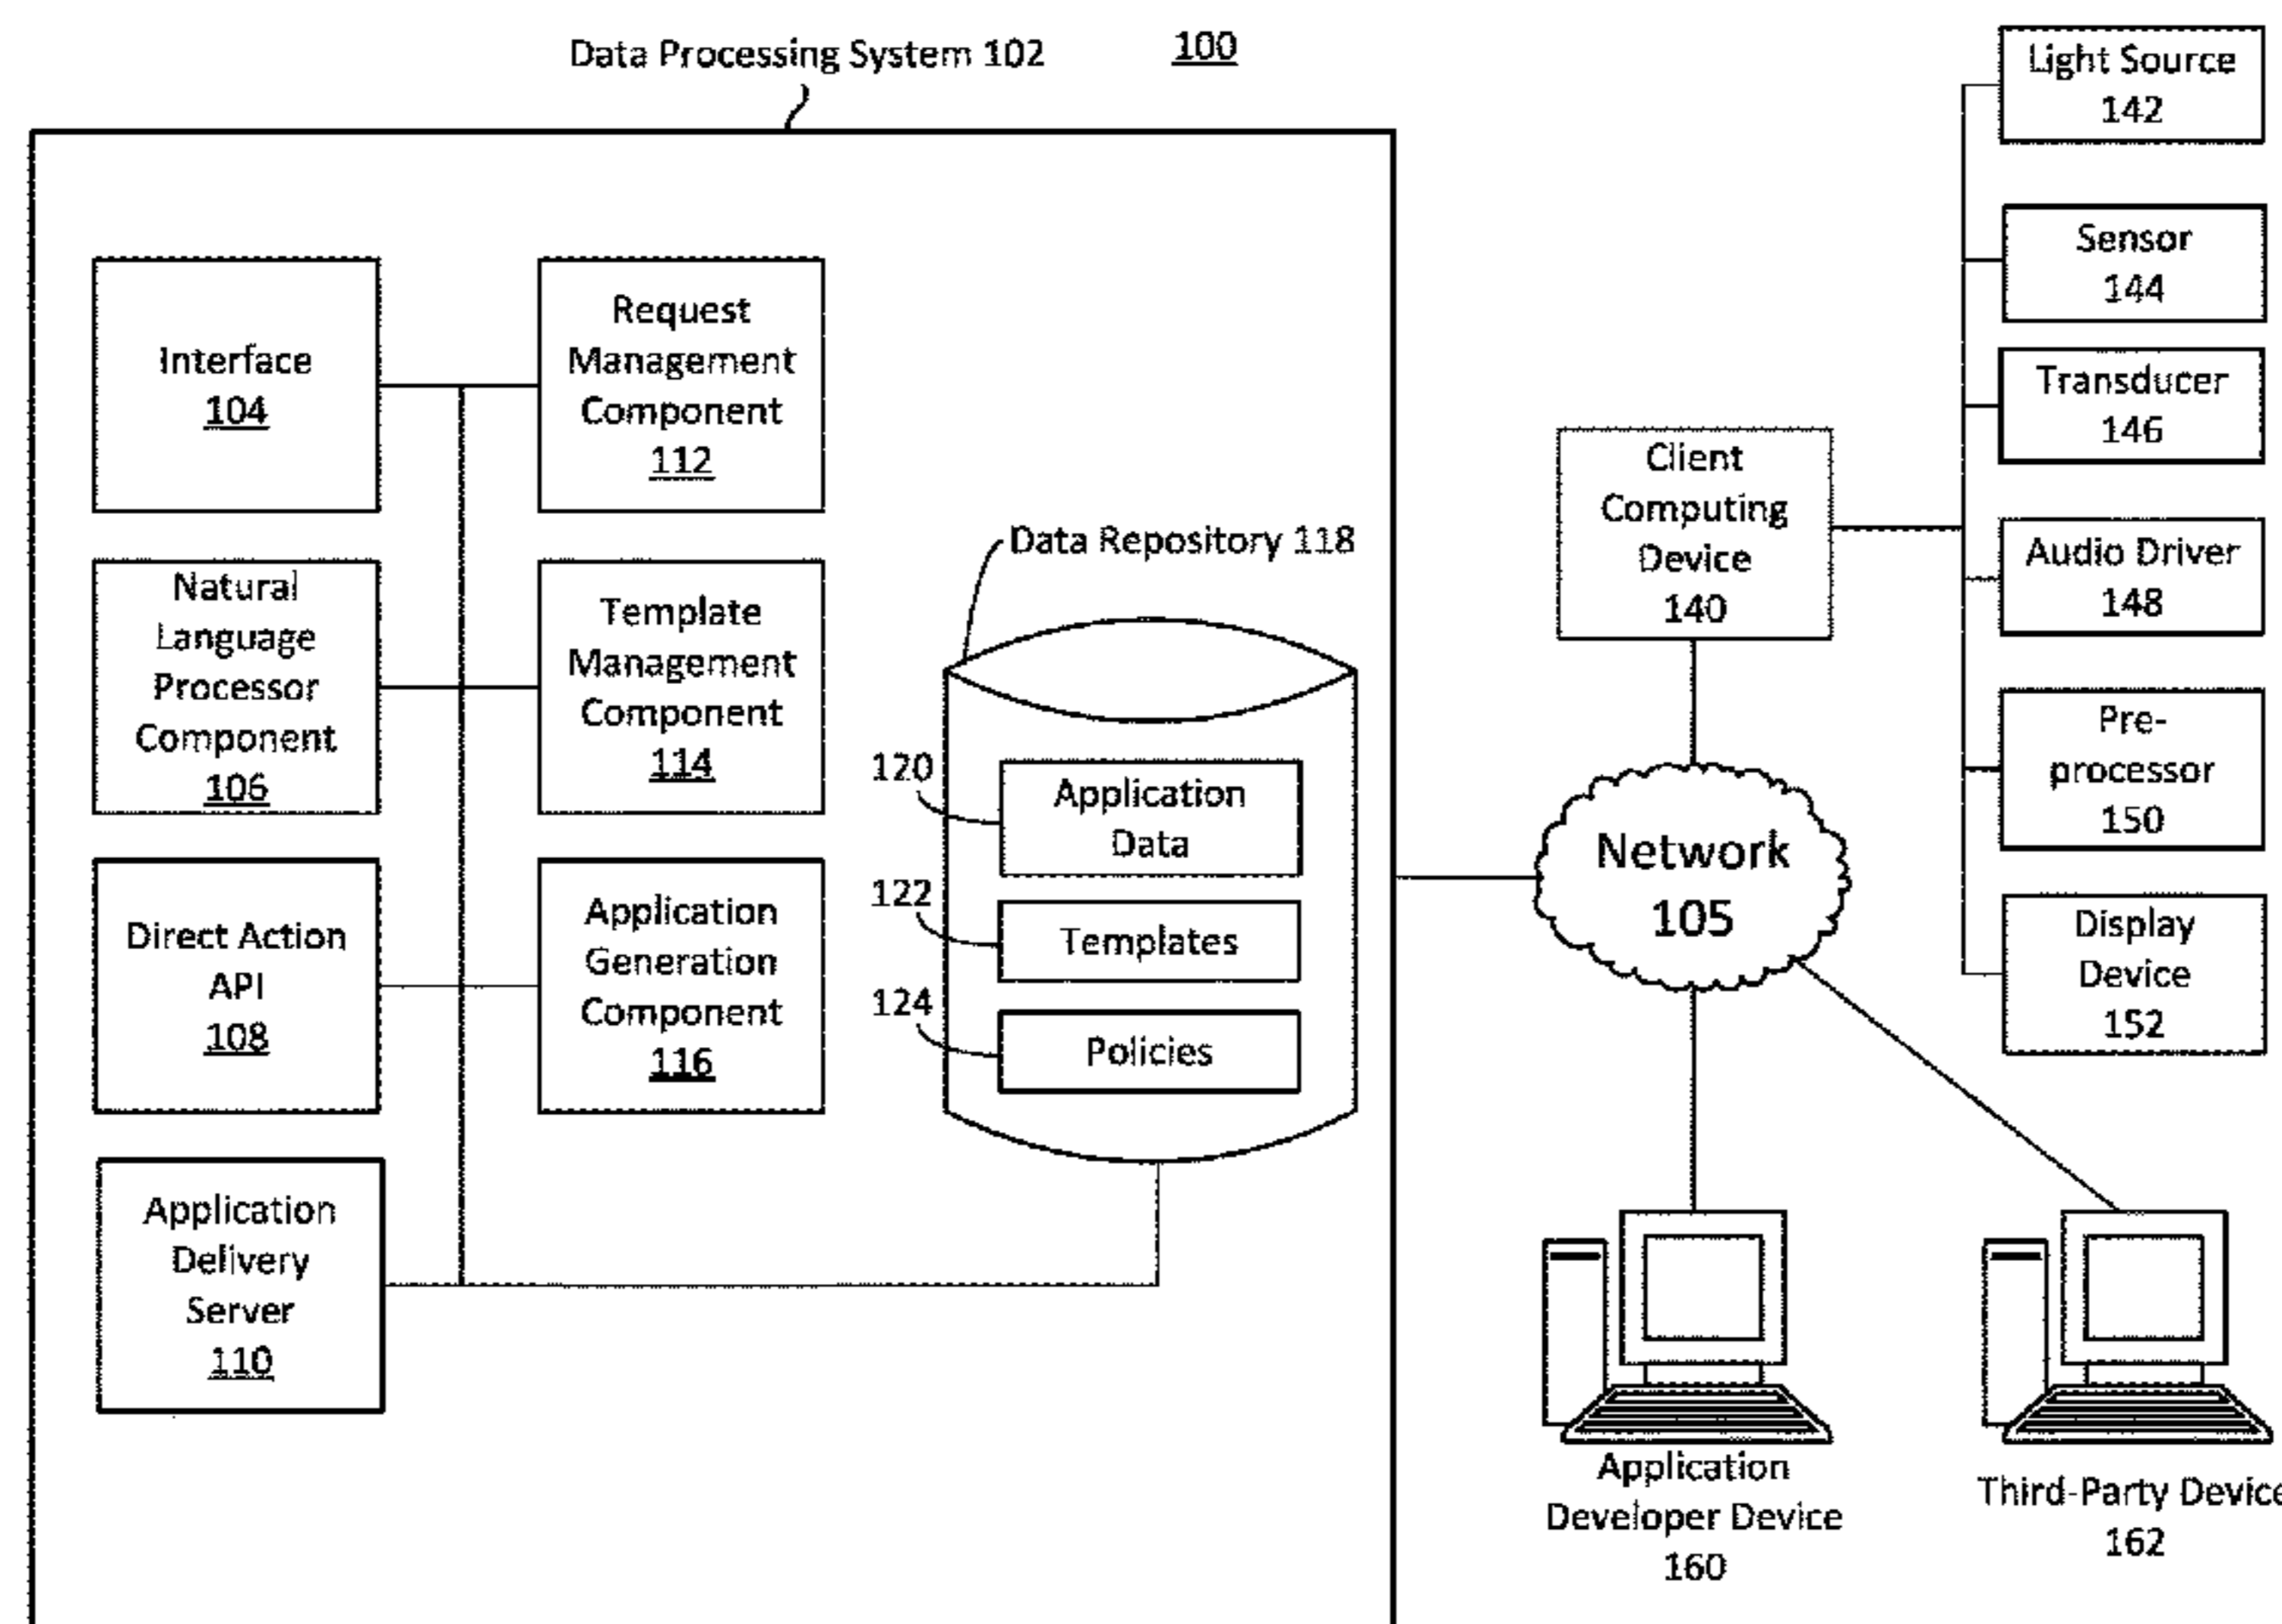 Data Processing System 102
100
Interface
104
Request
Management
Component
112
Natural
Language
Processor
Component
106
Template
Management
Component
114
Direct Action
API
108
Application
Generation
Component
116
Application
Delivery
Server
110
Data Repository 118
120
Application
Data
122
Templates
124
Policies
Client
Computing
Device
140
Network
105
Light Source
142
Sensor
144
Transducer
146
Audio Driver
148
Pre-
processor
150
Display
Device
152
Application
Developer Device
160
Third-Party Device
162